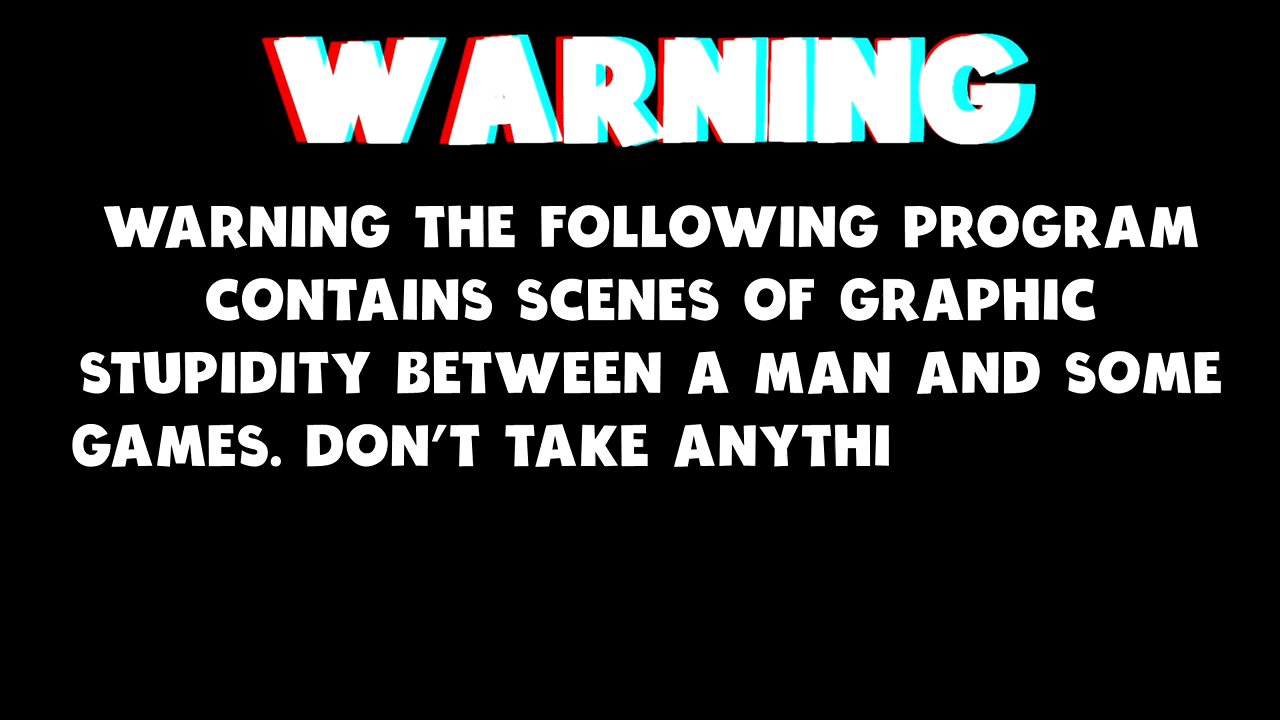 WARNING
WARNING THE FOLLOWING PROGRAM
CONTAINS SCENES OF GRAPHIC
STUPIDITY BETWEEN A MAN AND SOME
GAMES. DON'T TAKE ANYTHI